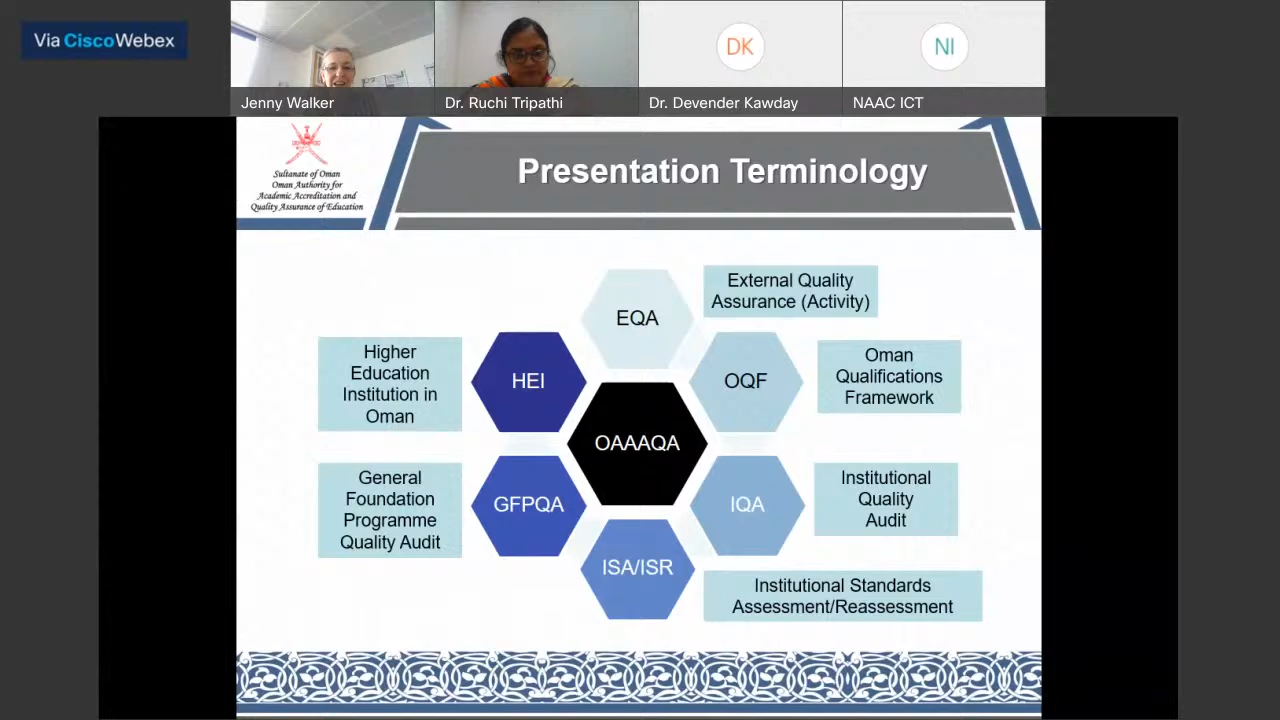 Via Cisco Webex
Jenny Walker
Dr. Ruchi Tripathi
DK
Dr. Devender Kawday
NI
NAAC ICT
Sultanate of Oman
Oman Authority for
Academic Accreditation and
Quality Assurance of Education
Presentation Terminology
EQA
External Quality
Assurance (Activity)
Higher
Education
Institution in
Oman
HEI
OQF
Oman
Qualifications
Framework
OAAAQA
General
Foundation
Programme
Quality Audit
GFPQA
IQA
Institutional
Quality
Audit
ISA/ISR
Institutional Standards
Assessment/Reassessment